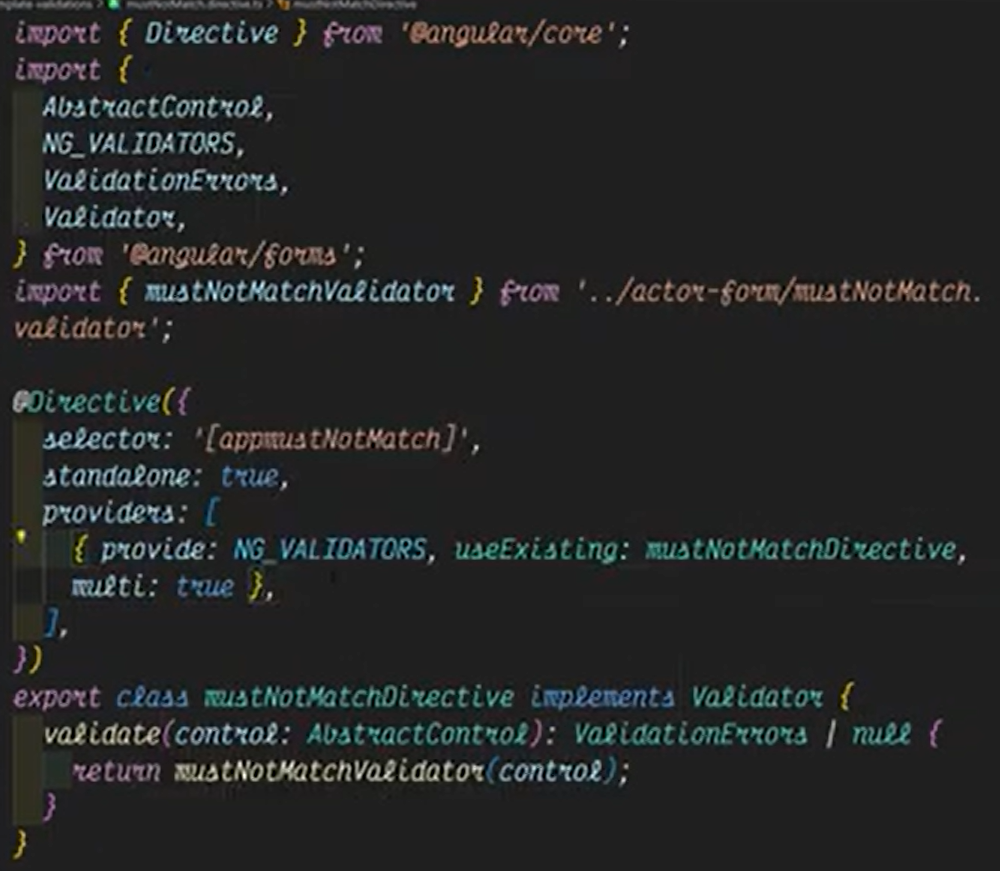 mplate validations > mustNotMatch.directive.ts > mustNotMatchDirective
import { Directive } from '@angular/core';
import {
AbstractControl,
NG_VALIDATORS,
ValidationErrors,
Validator,
} from '@angular/forms';
import { mustNotMatchValidator } from '../actor-form/mustNotMatch.
validator';
@Directive({
selector: '[appmustNotMatch]',
standalone: true,
providers: [
{ provide: NG_VALIDATORS, useExisting: mustNotMatchDirective,
multi: true },
],
})
export class mustNotMatchDirective implements Validator {
validate(control: AbstractControl): ValidationErrors | null {
return mustNotMatchValidator(control);
}
}